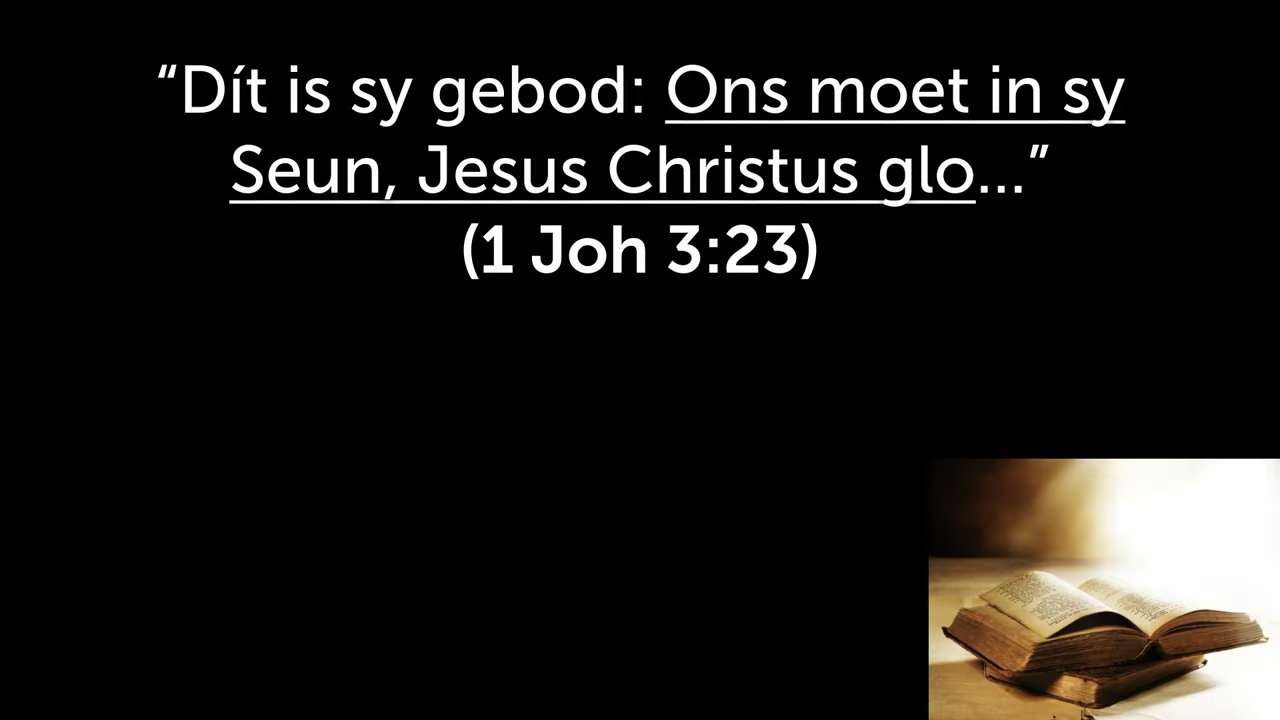 “Dít is sy gebod: Ons moet in sy
Seun, Jesus Christus glo...”
(1 Joh 3:23)